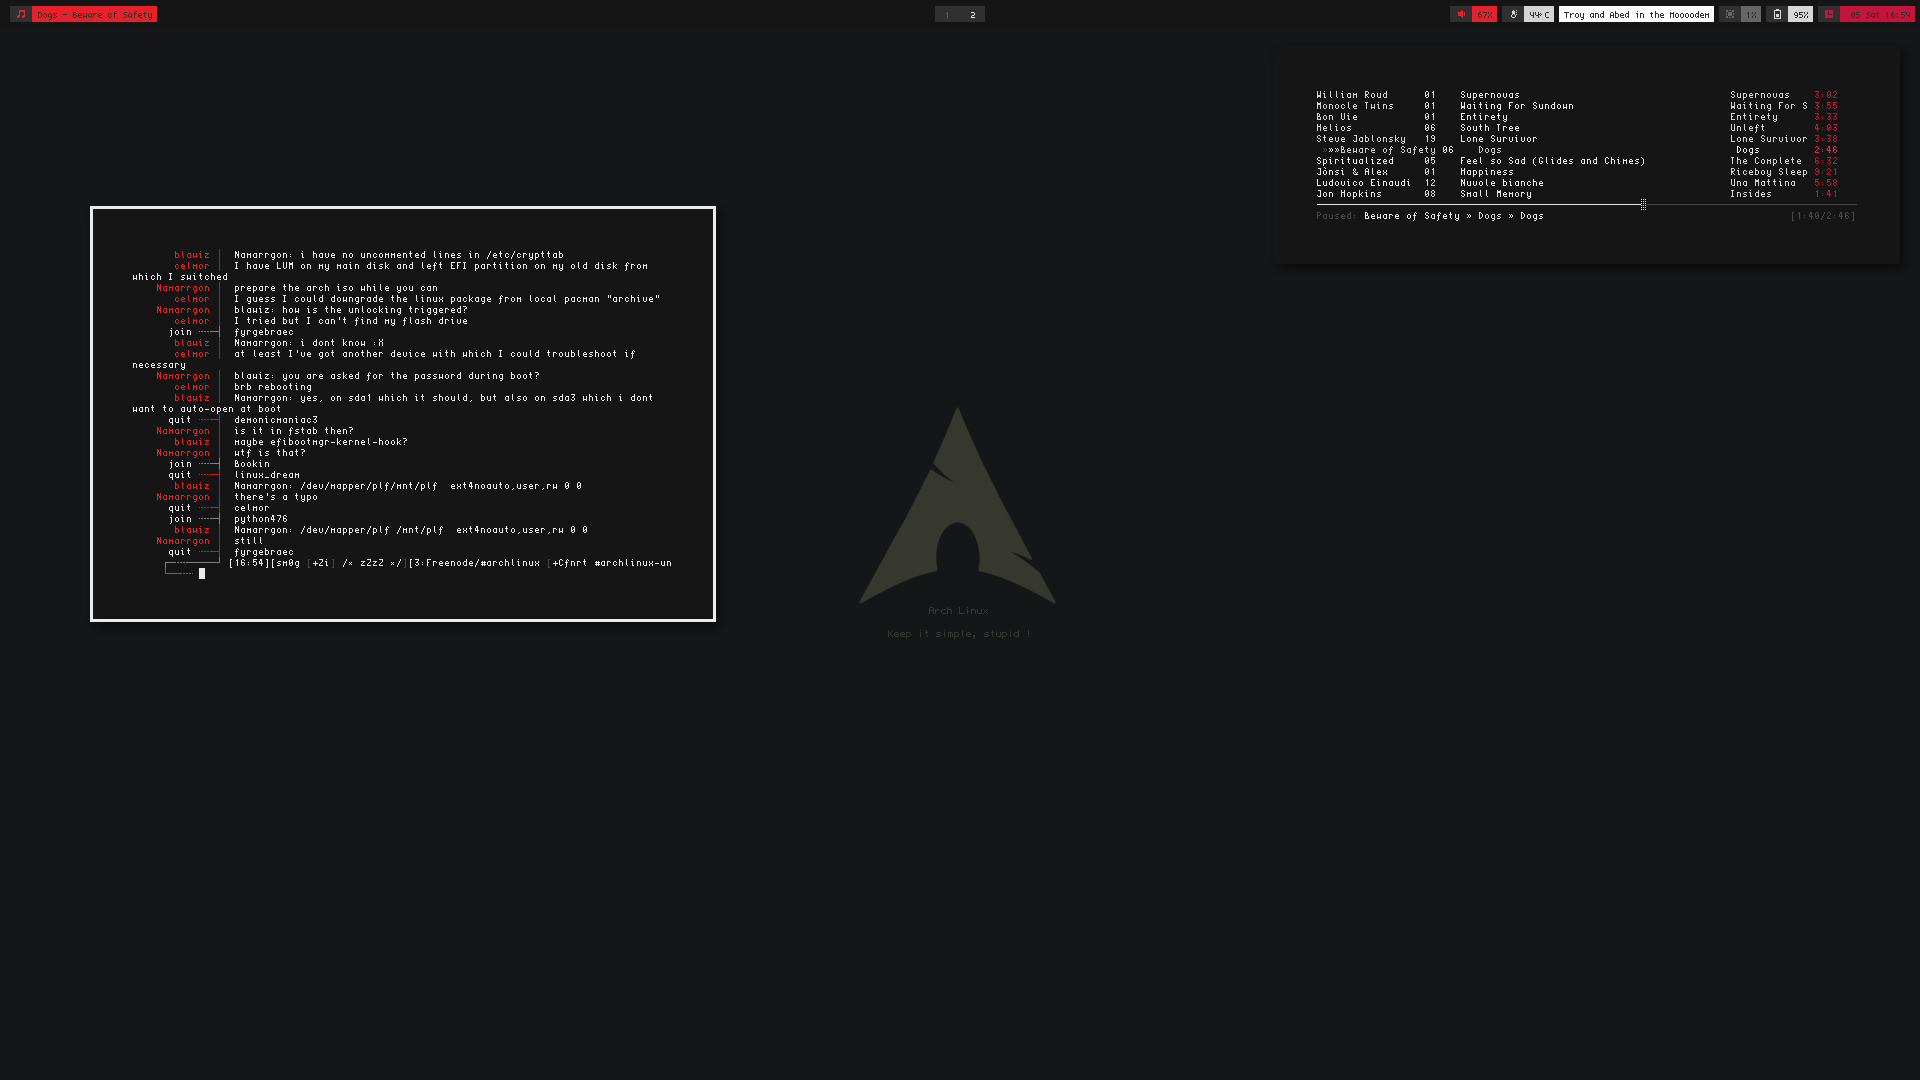 Dogs - Beware of Safety
1 2
67%
44°C
Troy and Abed in the Mooooden
1%
95%
05 Sat 16:54
William Roud 01 Supernovas Supernovas 3:02
Monocle Twins 01 Waiting For Sundown Waiting For S 3:55
Bon Vie 01 Entirety Entirety 3:33
Helios 06 South Tree Unleft 4:03
Steve Jablonsky 19 Lone Survivor Lone Survivor 3:38
»»»Beware of Safety 06 Dogs Dogs 2:46
Spiritualized 05 Feel so Sad (Glides and Chimes) The Complete 6:32
Jónsi & Alex 01 Happiness Riceboy Sleep 9:21
Ludovico Einaudi 12 Nuvole bianche Una Mattina 5:58
Jon Hopkins 08 Small Memory Insides 1:41
Paused: Beware of Safety » Dogs » Dogs [1:40/2:46]
blawiz │ Namarrgon: i have no uncommented lines in /etc/crypttab
celmor │ I have LVM on my main disk and left EFI partition on my old disk from
which I switched
Namarrgon │ prepare the arch iso while you can
celmor │ I guess I could downgrade the linux package from local pacman "archive"
Namarrgon │ blawiz: how is the unlocking triggered?
celmor │ I tried but I can't find my flash drive
join │ fyrgebraec
blawiz │ Namarrgon: i dont know :X
celmor │ at least I've got another device with which I could troubleshoot if
necessary
Namarrgon │ blawiz: you are asked for the password during boot?
celmor │ brb rebooting
blawiz │ Namarrgon: yes, on sda1 which it should, but also on sda3 which i dont
want to auto-open at boot
quit │ demonicmaniac3
Namarrgon │ is it in fstab then?
blawiz │ maybe efibootmgr-kernel-hook?
Namarrgon │ wtf is that?
join │ Bookin
quit │ linux_dream
blawiz │ Namarrgon: /dev/mapper/plf/mnt/plf ext4noauto,user,rw 0 0
Namarrgon │ there's a typo
quit │ celmor
join │ python476
blawiz │ Namarrgon: /dev/mapper/plf /mnt/plf ext4noauto,user,rw 0 0
Namarrgon │ still
quit │ fyrgebraec
[16:54][sm0g [+Zi] /× zZzZ ×/][3:Freenode/#archlinux [+Cfnrt #archlinux-un
Arch Linux
Keep it simple, stupid !